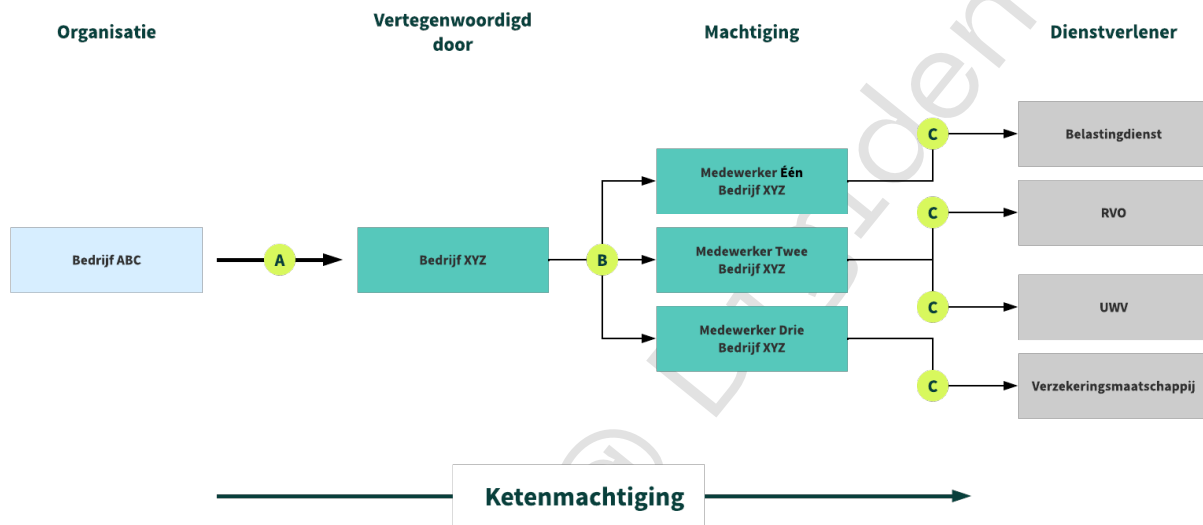 Organisatie
Vertegenwoordigd
door
Machtiging
Dienstverlener
Bedrijf ABC
A
Bedrijf XYZ
B
Medewerker Één
Bedrijf XYZ
Medewerker Twee
Bedrijf XYZ
Medewerker Drie
Bedrijf XYZ
C
C
C
C
Belastingdienst
RVO
UWV
Verzekeringsmaatschappij
Ketenmachtiging